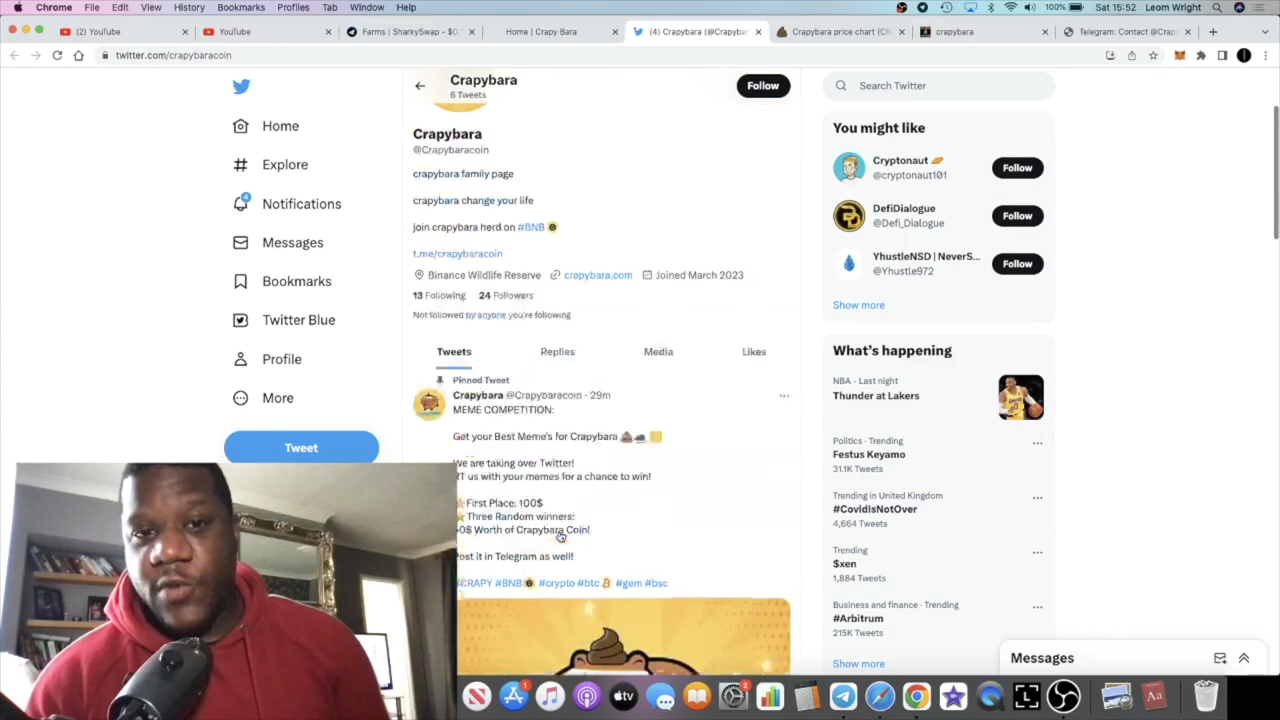 Chrome File Edit View History Bookmarks Profiles Tab Window Help 100% Sat 15:52 Leom Wright
(2) YouTube
YouTube
Farms | SharkySwap - $0.
Home | Crapy Bara
(4) Crapybara (@Crapyba
Crapybara price chart (CR
crapybara
Telegram: Contact @Crap
twitter.com/crapybaracoin
Home
Explore
Notifications
Messages
Bookmarks
Twitter Blue
Profile
More
Tweet
Crapybara
6 Tweets
Follow
Crapybara
@Crapybaracoin
crapybara family page
crapybara change your life
join crapybara herd on #BNB
t.me/crapybaracoin
Binance Wildlife Reserve crapybara.com Joined March 2023
13 Following 24 Followers
Not followed by anyone you're following
Tweets Replies Media Likes
Pinned Tweet
Crapybara @Crapybaracoin · 29m
MEME COMPETITION:
Get your Best Meme's for Crapybara
We are taking over Twitter!
RT us with your memes for a chance to win!
First Place: 100$
Three Random winners:
50$ Worth of Crapybara Coin!
Post it in Telegram as well!
#CRAPY #BNB #crypto #btc #gem #bsc
Search Twitter
You might like
Cryptonaut
@cryptonaut101
Follow
DefiDialogue
@Defi_Dialogue
Follow
YhustleNSD | NeverS...
@Yhustle972
Follow
Show more
What's happening
NBA · Last night
Thunder at Lakers
Politics · Trending
Festus Keyamo
31.1K Tweets
Trending in United Kingdom
#CovidIsNotOver
4,664 Tweets
Trending
$xen
1,884 Tweets
Business and finance · Trending
#Arbitrum
215K Tweets
Show more
Messages